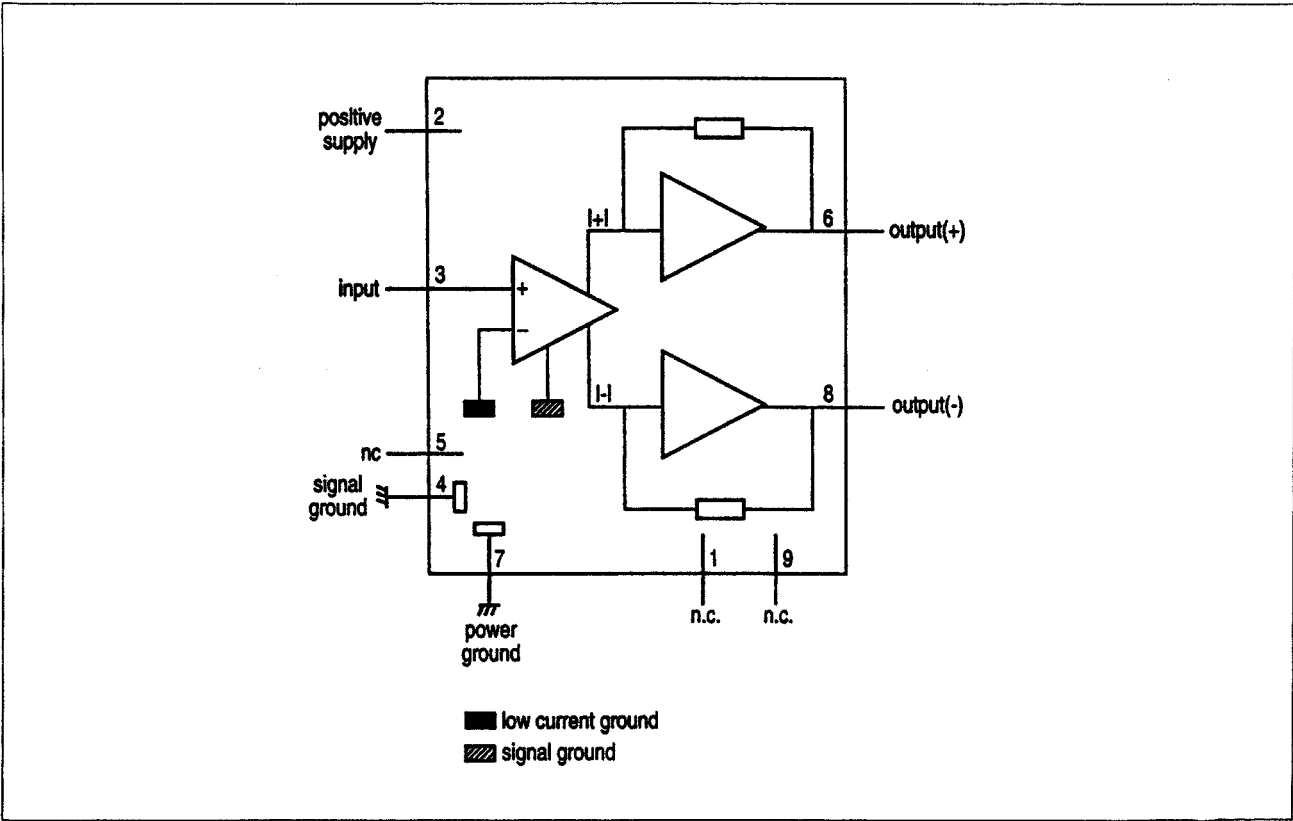 positive
supply
2
input
3
+
−
I+I
I-I
6
output(+)
8
output(-)
nc
5
signal
ground
4
7
power
ground
1
n.c.
9
n.c.
low current ground
signal ground